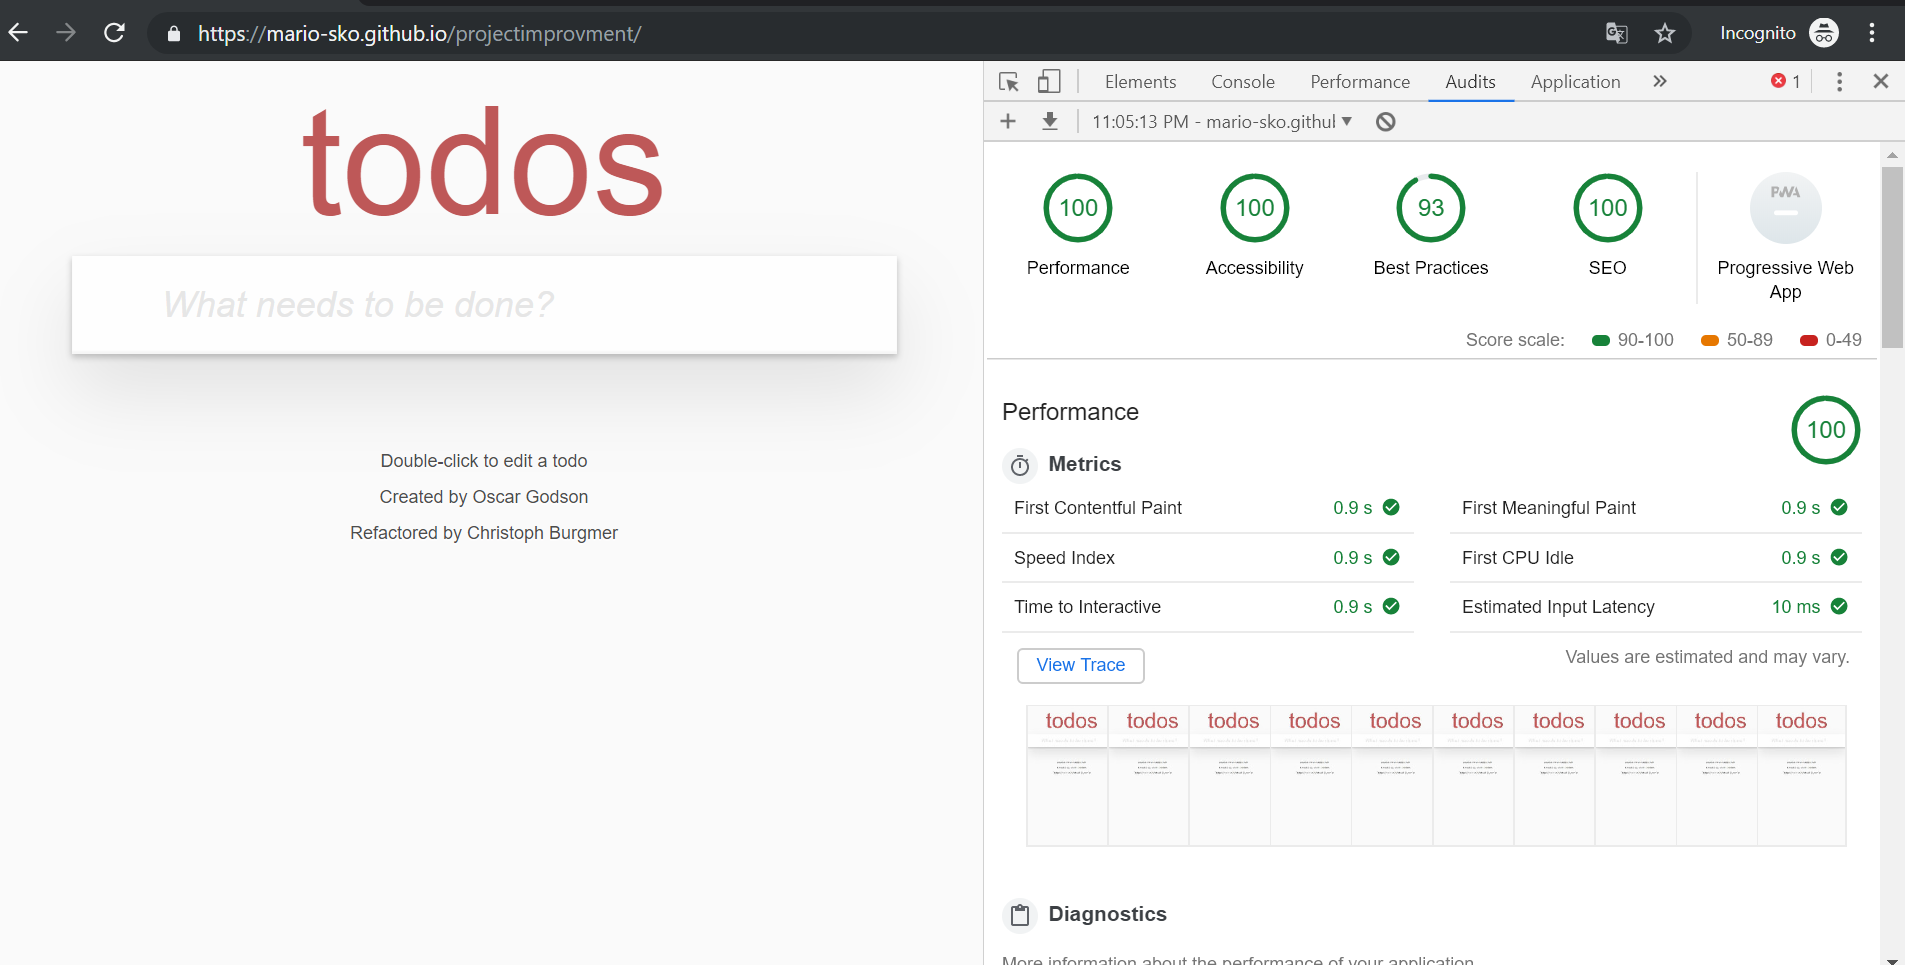 https://mario-sko.github.io/projectimprovment/
Incognito
todos
What needs to be done?
Double-click to edit a todo
Created by Oscar Godson
Refactored by Christoph Burgmer
Elements Console Performance Audits Application » 1
11:05:13 PM - mario-sko.githul
100 100 93 100 PWA
Performance Accessibility Best Practices SEO Progressive Web
App
Score scale: 90-100 50-89 0-49
Performance 100
Metrics
First Contentful Paint 0.9 s First Meaningful Paint 0.9 s
Speed Index 0.9 s First CPU Idle 0.9 s
Time to Interactive 0.9 s Estimated Input Latency 10 ms
View Trace Values are estimated and may vary.
todos todos todos todos todos todos todos todos todos todos
Diagnostics
More information about the performance of your application